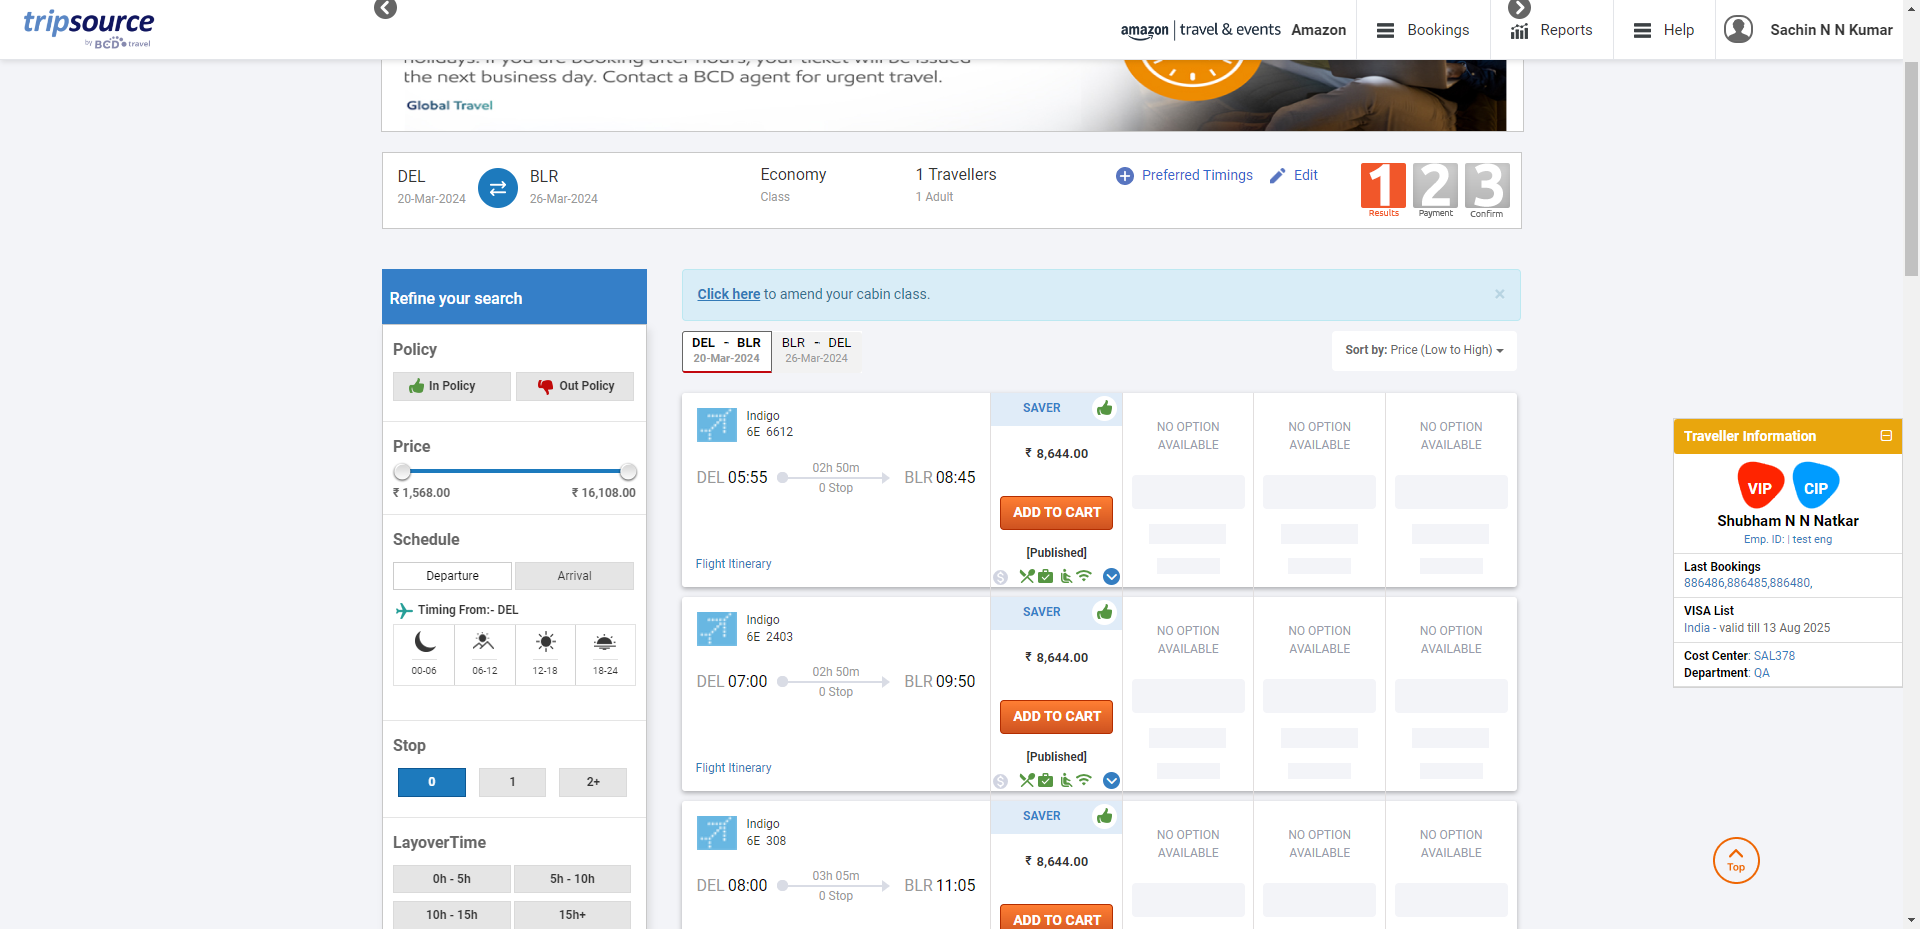 tripsource
by BCD travel
amazon | travel & events Amazon
Bookings
Reports
Help
Sachin N N Kumar
holidays. If you are booking after hours, your ticket will be issued
the next business day. Contact a BCD agent for urgent travel.
Global Travel
DEL
20-Mar-2024
BLR
26-Mar-2024
Economy
Class
1 Travellers
1 Adult
Preferred Timings
Edit
1
Results
2
Payment
3
Confirm
Refine your search
Policy
In Policy
Out Policy
Price
₹ 1,568.00
₹ 16,108.00
Schedule
Departure
Arrival
Timing From:- DEL
00-06
06-12
12-18
18-24
Stop
0
1
2+
LayoverTime
0h - 5h
5h - 10h
10h - 15h
15h+
Click here to amend your cabin class.
×
DEL - BLR
20-Mar-2024
BLR - DEL
26-Mar-2024
Sort by: Price (Low to High)
Indigo
6E 6612
DEL 05:55
02h 50m
0 Stop
BLR 08:45
Flight Itinerary
SAVER
₹ 8,644.00
ADD TO CART
[Published]
NO OPTION
AVAILABLE
NO OPTION
AVAILABLE
NO OPTION
AVAILABLE
Indigo
6E 2403
DEL 07:00
02h 50m
0 Stop
BLR 09:50
Flight Itinerary
SAVER
₹ 8,644.00
ADD TO CART
[Published]
NO OPTION
AVAILABLE
NO OPTION
AVAILABLE
NO OPTION
AVAILABLE
Indigo
6E 308
DEL 08:00
03h 05m
0 Stop
BLR 11:05
SAVER
₹ 8,644.00
ADD TO CART
NO OPTION
AVAILABLE
NO OPTION
AVAILABLE
NO OPTION
AVAILABLE
Traveller Information
VIP
CIP
Shubham N N Natkar
Emp. ID: | test eng
Last Bookings
886486,886485,886480,
VISA List
India - valid till 13 Aug 2025
Cost Center: SAL378
Department: QA
Top